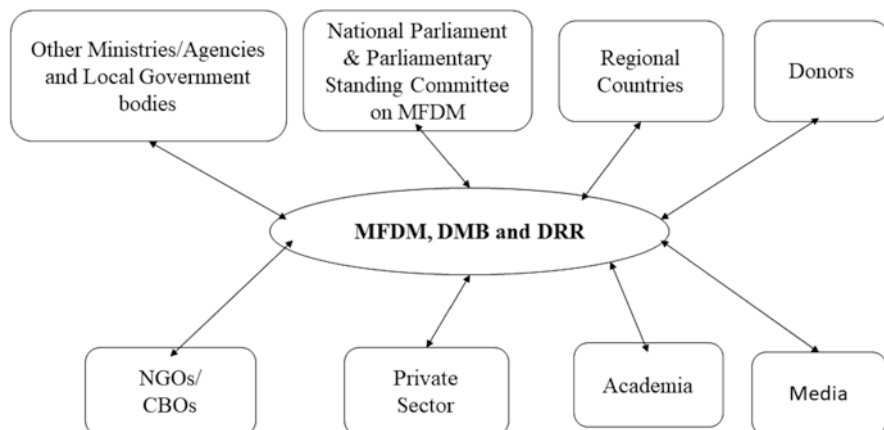 Other Ministries/Agencies
and Local Government
bodies
National Parliament
& Parliamentary
Standing Committee
on MFDM
Regional
Countries
Donors
MFDM, DMB and DRR
NGOs/
CBOs
Private
Sector
Academia
Media